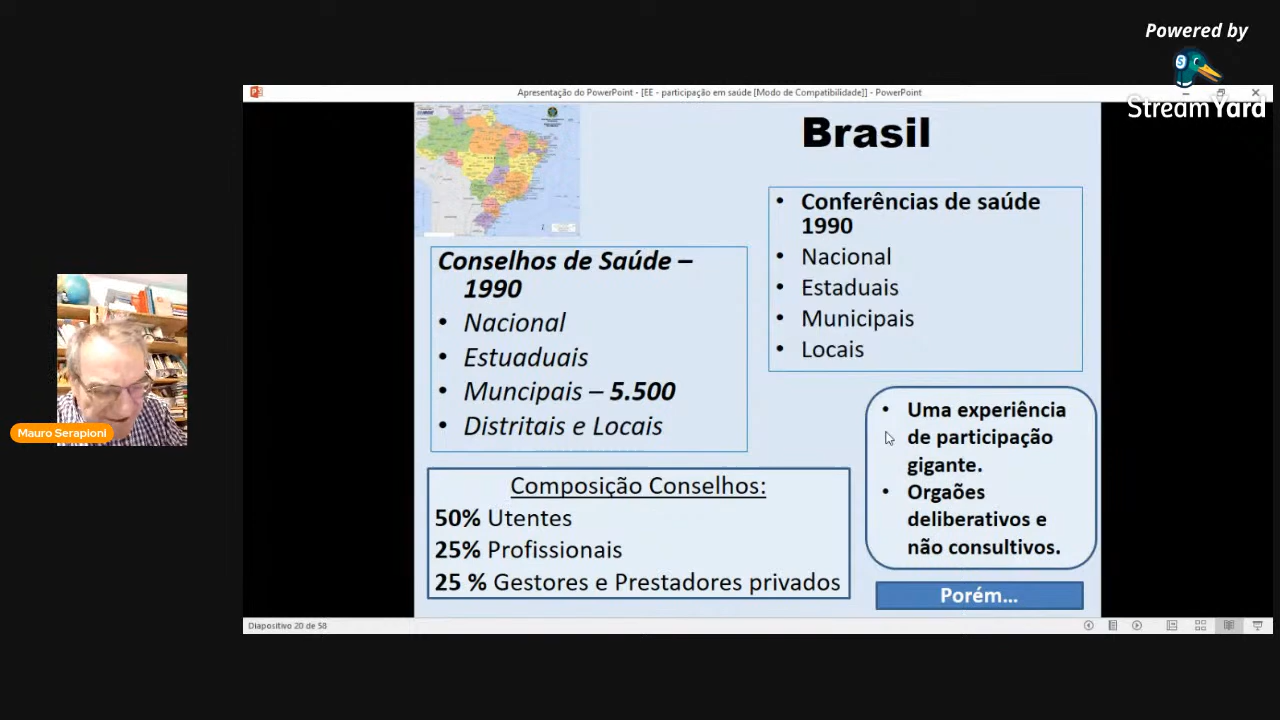 Powered by
StreamYard
Apresentação do PowerPoint - [EE - participação em saúde [Modo de Compatibilidade]] - PowerPoint
Brasil
Conferências de saúde
1990
Nacional
Estaduais
Municipais
Locais
Conselhos de Saúde –
1990
Nacional
Estuaduais
Muncipais – 5.500
Distritais e Locais
Composição Conselhos:
50% Utentes
25% Profissionais
25 % Gestores e Prestadores privados
Uma experiência
de participação
gigante.
Orgaões
deliberativos e
não consultivos.
Porém...
Mauro Serapioni
Diapositivo 20 de 58